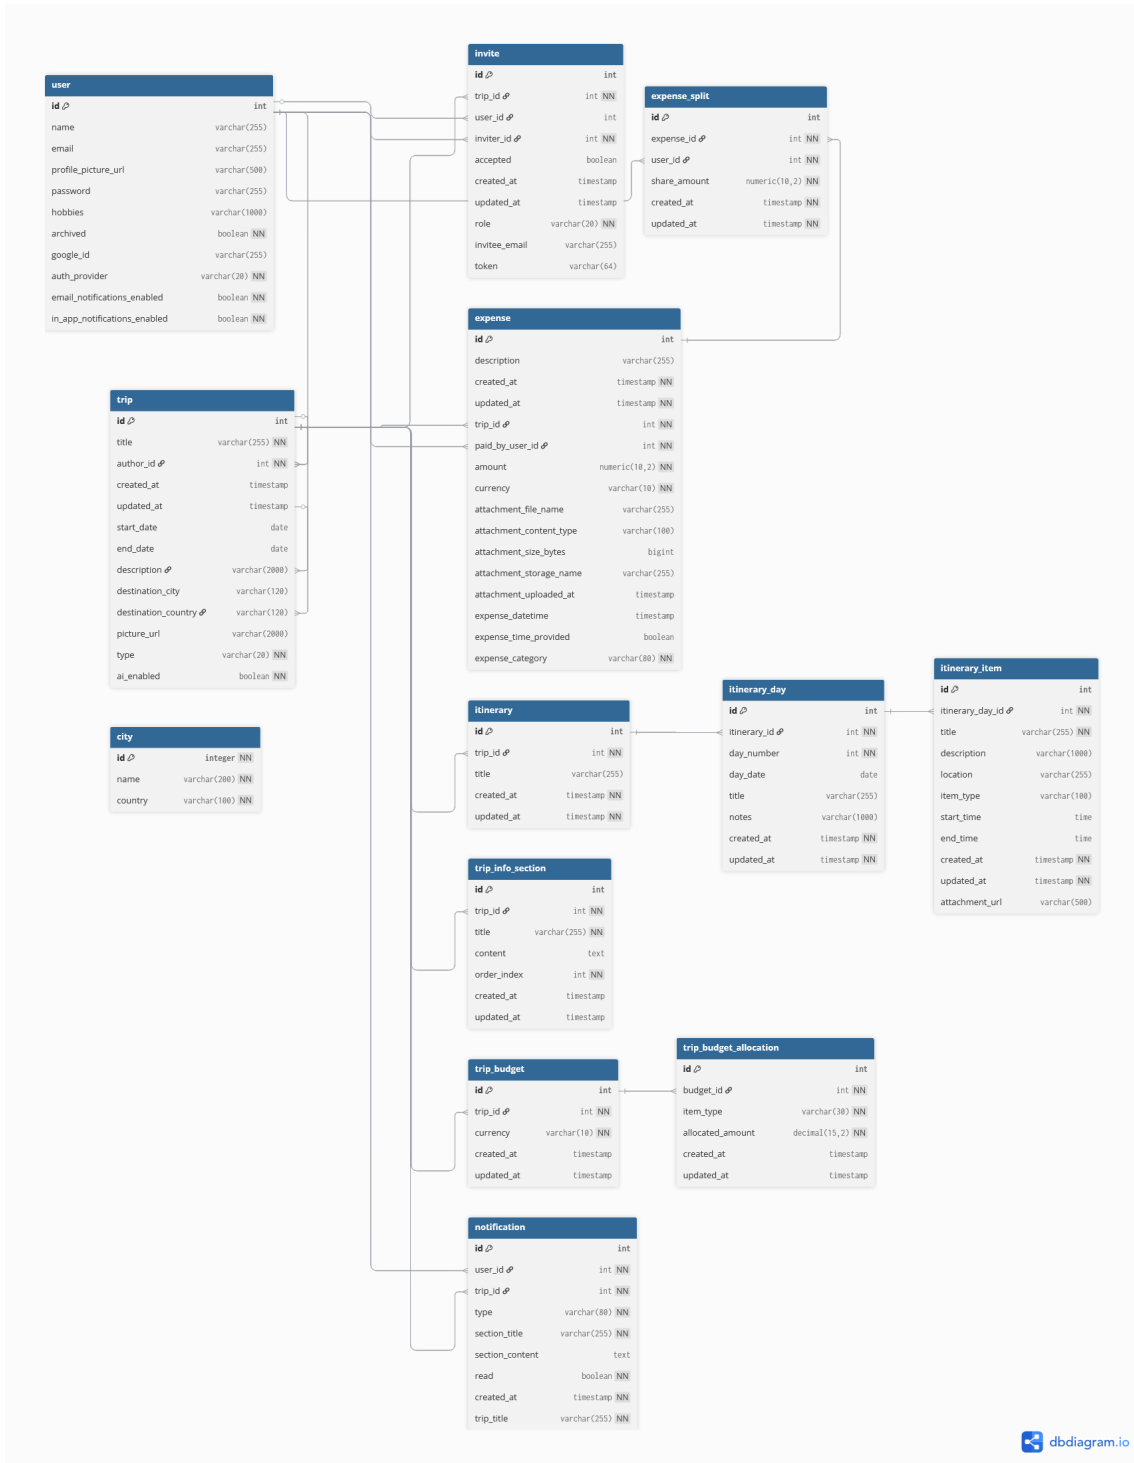 user
id int
name varchar(255)
email varchar(255)
profile_picture_url varchar(500)
password varchar(255)
hobbies varchar(1000)
archived boolean NN
google_id varchar(255)
auth_provider varchar(20) NN
email_notifications_enabled boolean NN
in_app_notifications_enabled boolean NN
invite
id int
trip_id int NN
user_id int
inviter_id int NN
accepted boolean
created_at timestamp
updated_at timestamp
role varchar(20) NN
invitee_email varchar(255)
token varchar(64)
expense_split
id int
expense_id int NN
user_id int NN
share_amount numeric(10,2) NN
created_at timestamp NN
updated_at timestamp NN
expense
id int
description varchar(255)
created_at timestamp NN
updated_at timestamp NN
trip_id int NN
paid_by_user_id int NN
amount numeric(10,2) NN
currency varchar(10) NN
attachment_file_name varchar(255)
attachment_content_type varchar(100)
attachment_size_bytes bigint
attachment_storage_name varchar(255)
attachment_uploaded_at timestamp
expense_datetime timestamp
expense_time_provided boolean
expense_category varchar(80) NN
trip
id int
title varchar(255) NN
author_id int NN
created_at timestamp
updated_at timestamp
start_date date
end_date date
description varchar(2000)
destination_city varchar(120)
destination_country varchar(120)
picture_url varchar(2000)
type varchar(20) NN
ai_enabled boolean NN
city
id integer NN
name varchar(200) NN
country varchar(100) NN
itinerary
id int
trip_id int NN
title varchar(255)
created_at timestamp NN
updated_at timestamp NN
itinerary_day
id int
itinerary_id int NN
day_number int NN
day_date date
title varchar(255)
notes varchar(1000)
created_at timestamp NN
updated_at timestamp NN
itinerary_item
id int
itinerary_day_id int NN
title varchar(255) NN
description varchar(1000)
location varchar(255)
item_type varchar(100)
start_time time
end_time time
created_at timestamp NN
updated_at timestamp NN
attachment_url varchar(500)
trip_info_section
id int
trip_id int NN
title varchar(255) NN
content text
order_index int NN
created_at timestamp
updated_at timestamp
trip_budget
id int
trip_id int NN
currency varchar(10) NN
created_at timestamp
updated_at timestamp
trip_budget_allocation
id int
budget_id int NN
item_type varchar(30) NN
allocated_amount decimal(15,2) NN
created_at timestamp
updated_at timestamp
notification
id int
user_id int NN
trip_id int NN
type varchar(80) NN
section_title varchar(255) NN
section_content text
read boolean NN
created_at timestamp NN
trip_title varchar(255) NN
dbdiagram.io